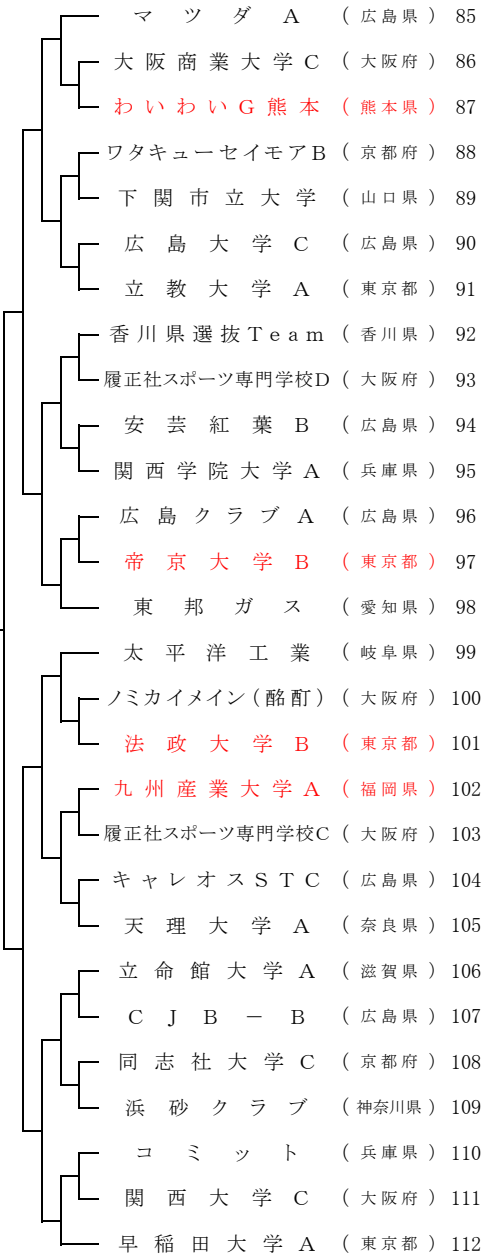 マツダA （広島県） 85
大阪商業大学C （大阪府） 86
わいわいG熊本 （熊本県） 87
ワタキューセイモアB （京都府） 88
下関市立大学 （山口県） 89
広島大学C （広島県） 90
立教大学A （東京都） 91
香川県選抜Team （香川県） 92
履正社スポーツ専門学校D （大阪府） 93
安芸紅葉B （広島県） 94
関西学院大学A （兵庫県） 95
広島クラブA （広島県） 96
帝京大学B （東京都） 97
東邦ガス （愛知県） 98
太平洋工業 （岐阜県） 99
ノミカイメイン(酩酊) （大阪府） 100
法政大学B （東京都） 101
九州産業大学A （福岡県） 102
履正社スポーツ専門学校C （大阪府） 103
キャレオスSTC （広島県） 104
天理大学A （奈良県） 105
立命館大学A （滋賀県） 106
CJB－B （広島県） 107
同志社大学C （京都府） 108
浜砂クラブ （神奈川県） 109
コミット （兵庫県） 110
関西大学C （大阪府） 111
早稲田大学A （東京都） 112